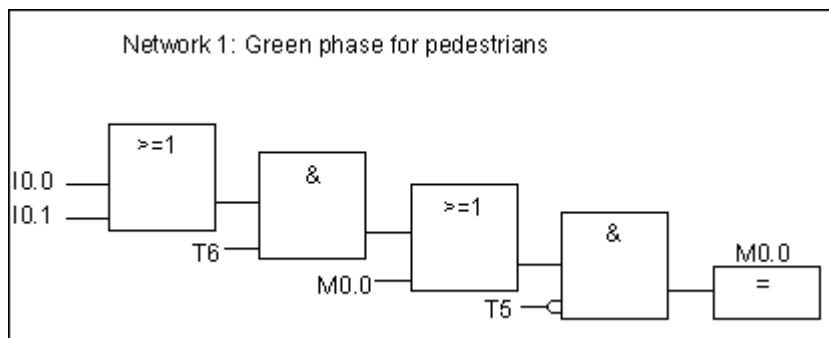 Network 1: Green phase for pedestrians
>=1
I0.0
&
I0.1
>=1
T6
&
M0.0
M0.0
=
T5